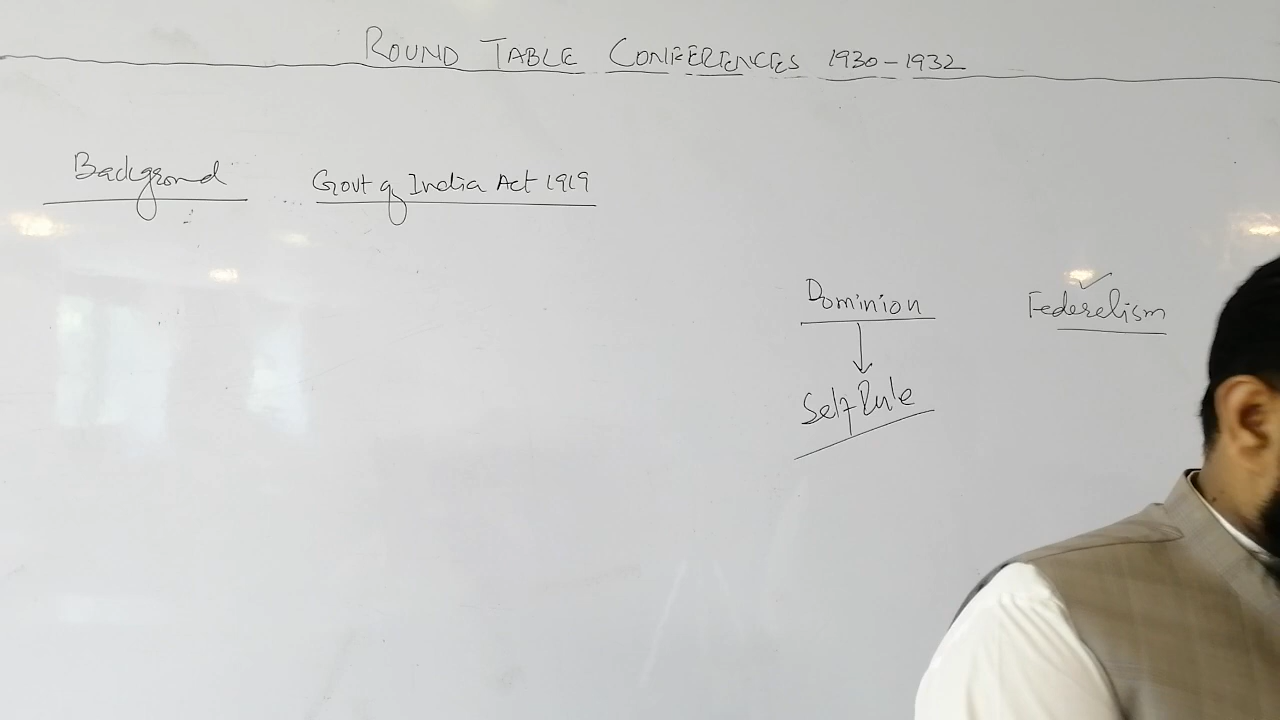 ROUND TABLE CONFERENCES 1930-1932
Backgrond Govt of India Act 1919
Dominion Federelism
Self Rule